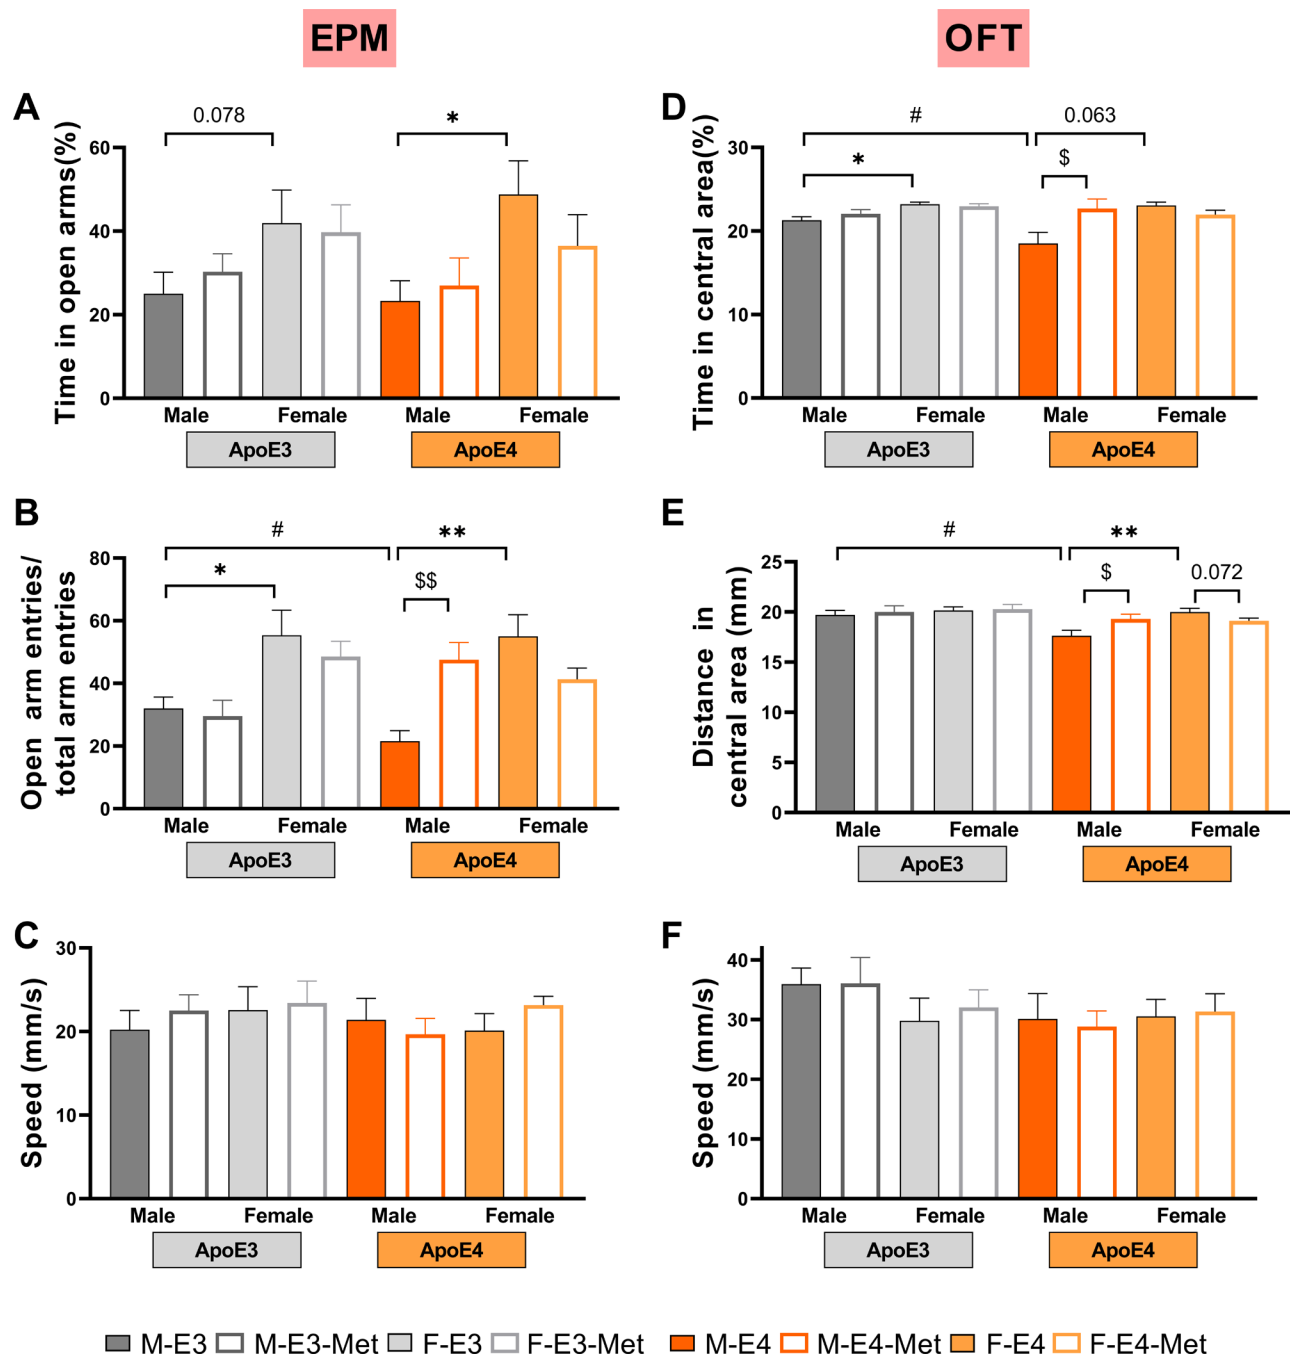 EPM
OFT
A
0.078
*
Time in open arms(%)
60
40
20
0
Male Female Male Female
ApoE3 ApoE4
D
#
0.063
*
$
Time in central area(%)
30
20
10
0
Male Female Male Female
ApoE3 ApoE4
B
#
**
*
$$
Open arm entries/
total arm entries
80
60
40
20
0
Male Female Male Female
ApoE3 ApoE4
E
#
**
$
0.072
Distance in
central area (mm)
25
20
15
10
5
0
Male Female Male Female
ApoE3 ApoE4
C
Speed (mm/s)
30
20
10
0
Male Female Male Female
ApoE3 ApoE4
F
Speed (mm/s)
40
30
20
10
0
Male Female Male Female
ApoE3 ApoE4
M-E3 M-E3-Met F-E3 F-E3-Met M-E4 M-E4-Met F-E4 F-E4-Met